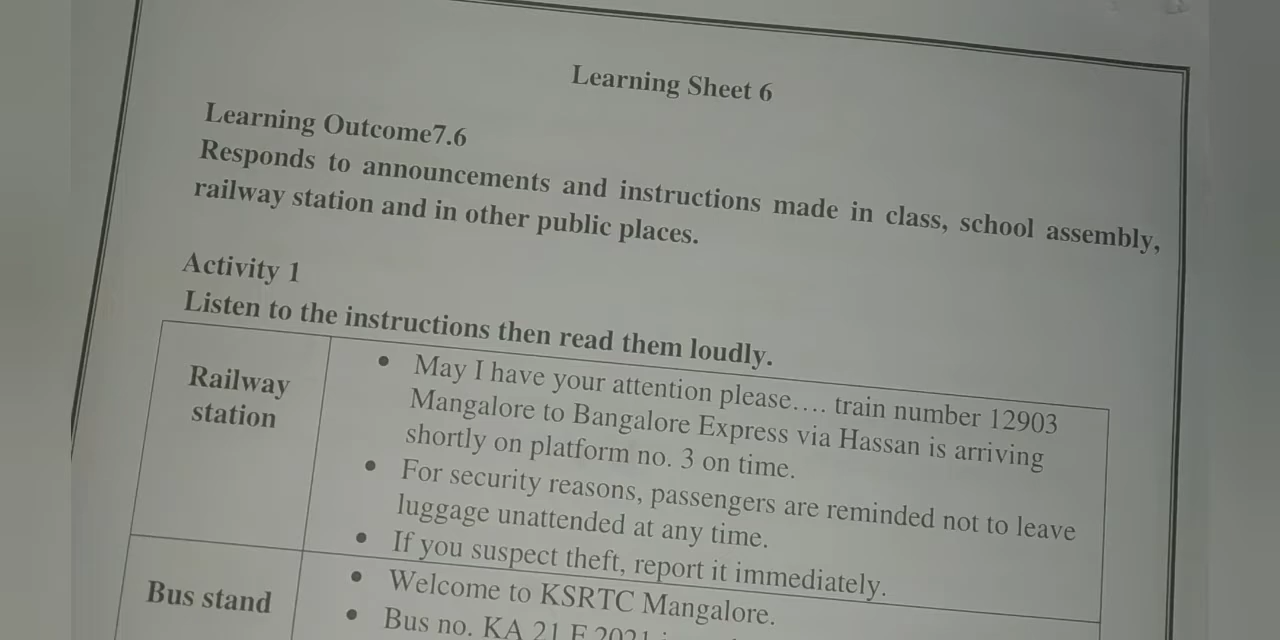 Learning Sheet 6
Learning Outcome7.6
Responds to announcements and instructions made in class, school assembly,
railway station and in other public places.
Activity 1
Listen to the instructions then read them loudly.
Railway
station
• May I have your attention please.... train number 12903
Mangalore to Bangalore Express via Hassan is arriving
shortly on platform no. 3 on time.
• For security reasons, passengers are reminded not to leave
luggage unattended at any time.
• If you suspect theft, report it immediately.
Bus stand
• Welcome to KSRTC Mangalore.
• Bus no. KA 21 F 2021